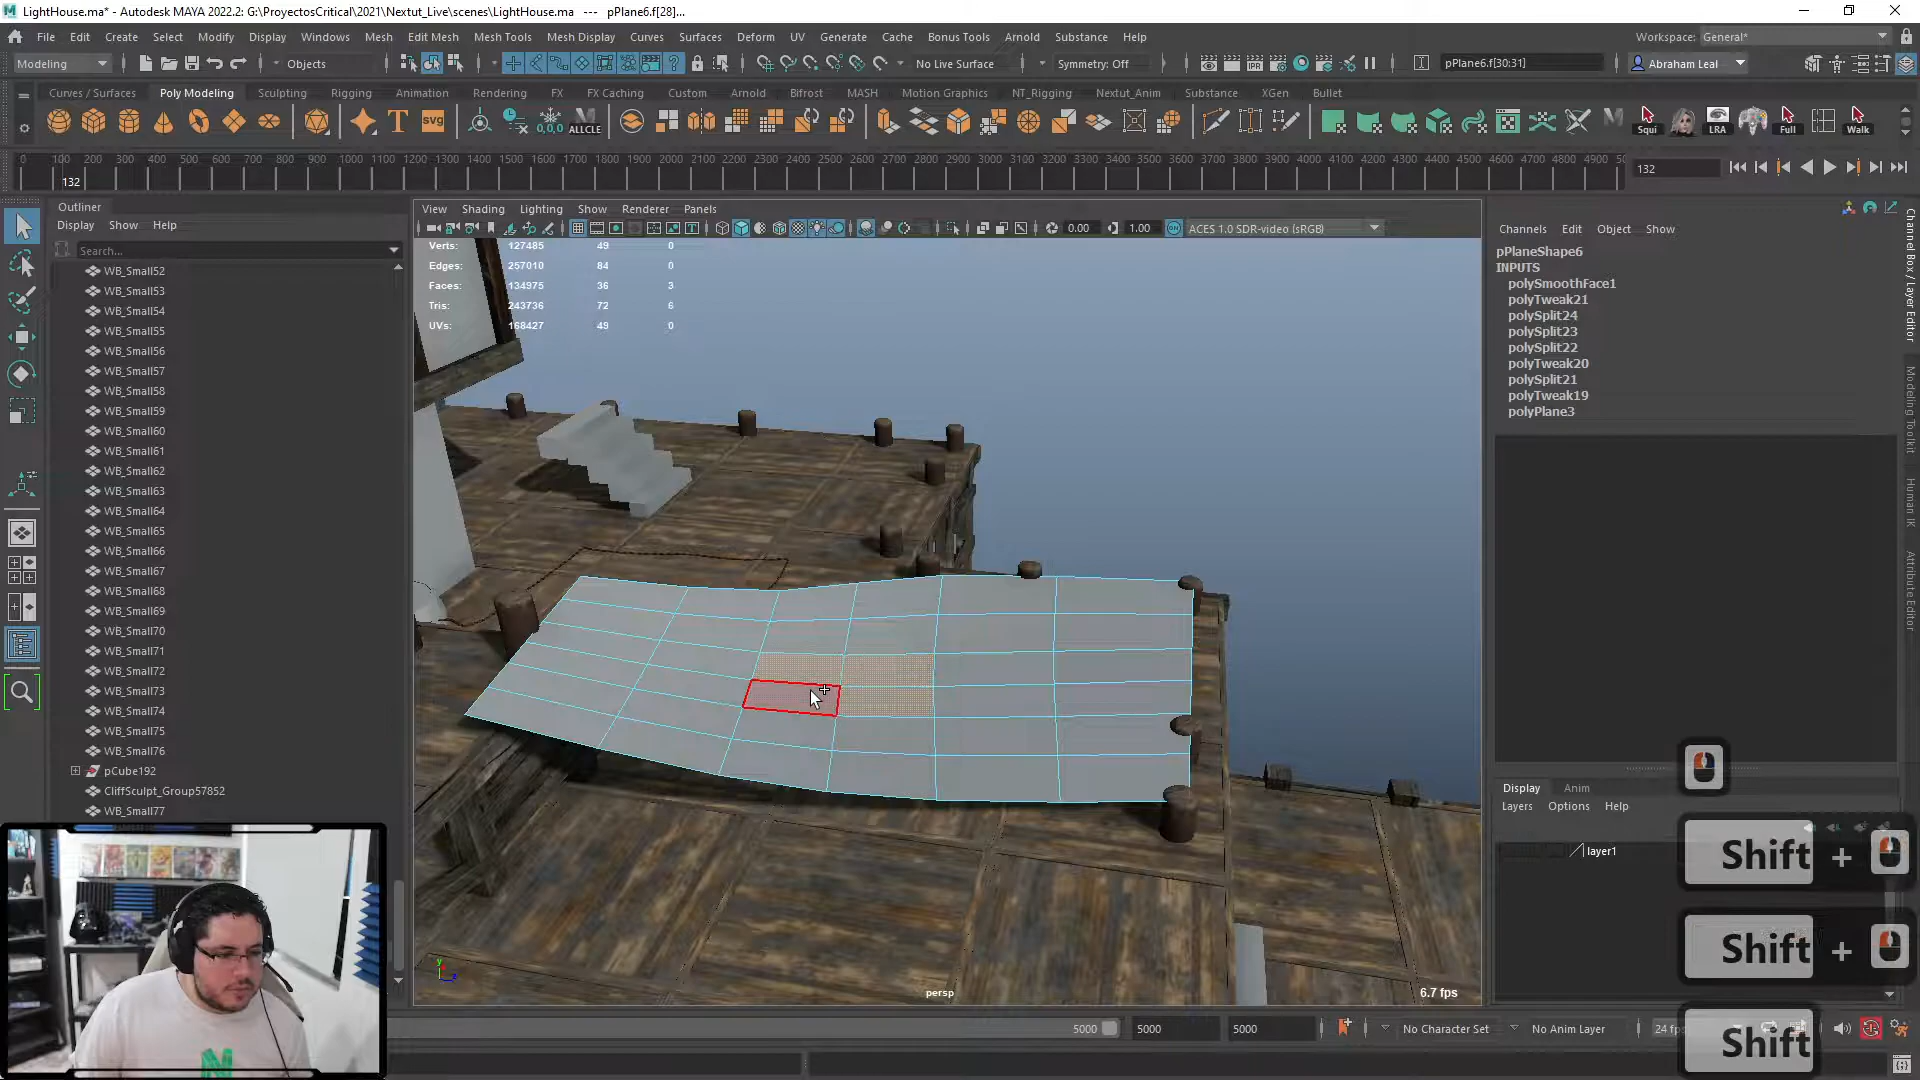 LightHouse.ma* - Autodesk MAYA 2022.2: G:\ProyectosCritical\2021\Nextut_Live\scenes\LightHouse.ma   ---   pPlane6.f[28]...
File Edit Create Select Modify Display Windows Mesh Edit Mesh Mesh Tools Mesh Display Curves Surfaces Deform UV Generate Cache Bonus Tools Arnold Substance Help
Workspace: General*
Modeling
Objects
No Live Surface
Symmetry: Off
pPlane6.f[30:31]
Abraham Leal
Curves / Surfaces Poly Modeling Sculpting Rigging Animation Rendering FX FX Caching Custom Arnold Bifrost MASH Motion Graphics NT_Rigging Nextut_Anim Substance XGen Bullet
T svg 0,0,0 ALLCLE Squi LRA Full Walk
0 100 200 300 400 500 600 700 800 900 1000 1100 1200 1300 1400 1500 1600 1700 1800 1900 2000 2100 2200 2300 2400 2500 2600 2700 2800 2900 3000 3100 3200 3300 3400 3500 3600 3700 3800 3900 4000 4100 4200 4300 4400 4500 4600 4700 4800 4900 50
132
132
Outliner
Display Show Help
Search...
WB_Small52
WB_Small53
WB_Small54
WB_Small55
WB_Small56
WB_Small57
WB_Small58
WB_Small59
WB_Small60
WB_Small61
WB_Small62
WB_Small63
WB_Small64
WB_Small65
WB_Small66
WB_Small67
WB_Small68
WB_Small69
WB_Small70
WB_Small71
WB_Small72
WB_Small73
WB_Small74
WB_Small75
WB_Small76
pCube192
CliffSculpt_Group57852
WB_Small77
View Shading Lighting Show Renderer Panels
0.00 1.00 ACES 1.0 SDR-video (sRGB)
Verts: 127485 49 0
Edges: 257010 84 0
Faces: 134975 36 3
Tris: 243736 72 6
UVs: 168427 49 0
persp
6.7 fps
Channels Edit Object Show
pPlaneShape6
INPUTS
polySmoothFace1
polyTweak21
polySplit24
polySplit23
polySplit22
polyTweak20
polySplit21
polyTweak19
polyPlane3
Display Anim
Layers Options Help
layer1
Channel Box / Layer Editor
Modeling Toolkit
Human IK
Attribute Editor
Shift +
Shift +
Shift
5000 5000 5000
No Character Set
No Anim Layer
24 fps